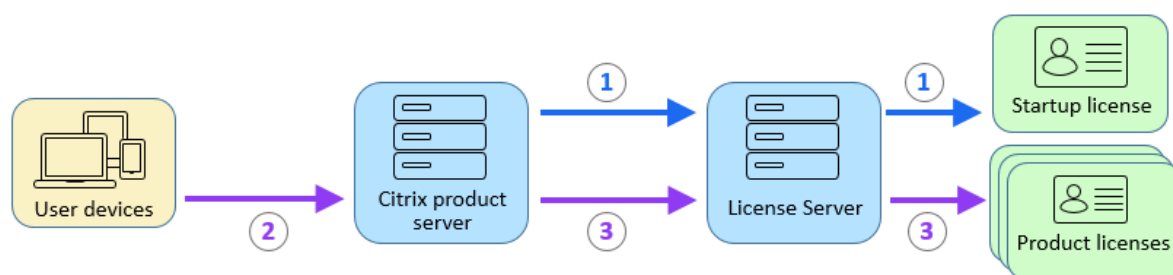 1
1
Startup license
User devices
2
Citrix product
server
3
License Server
3
Product licenses